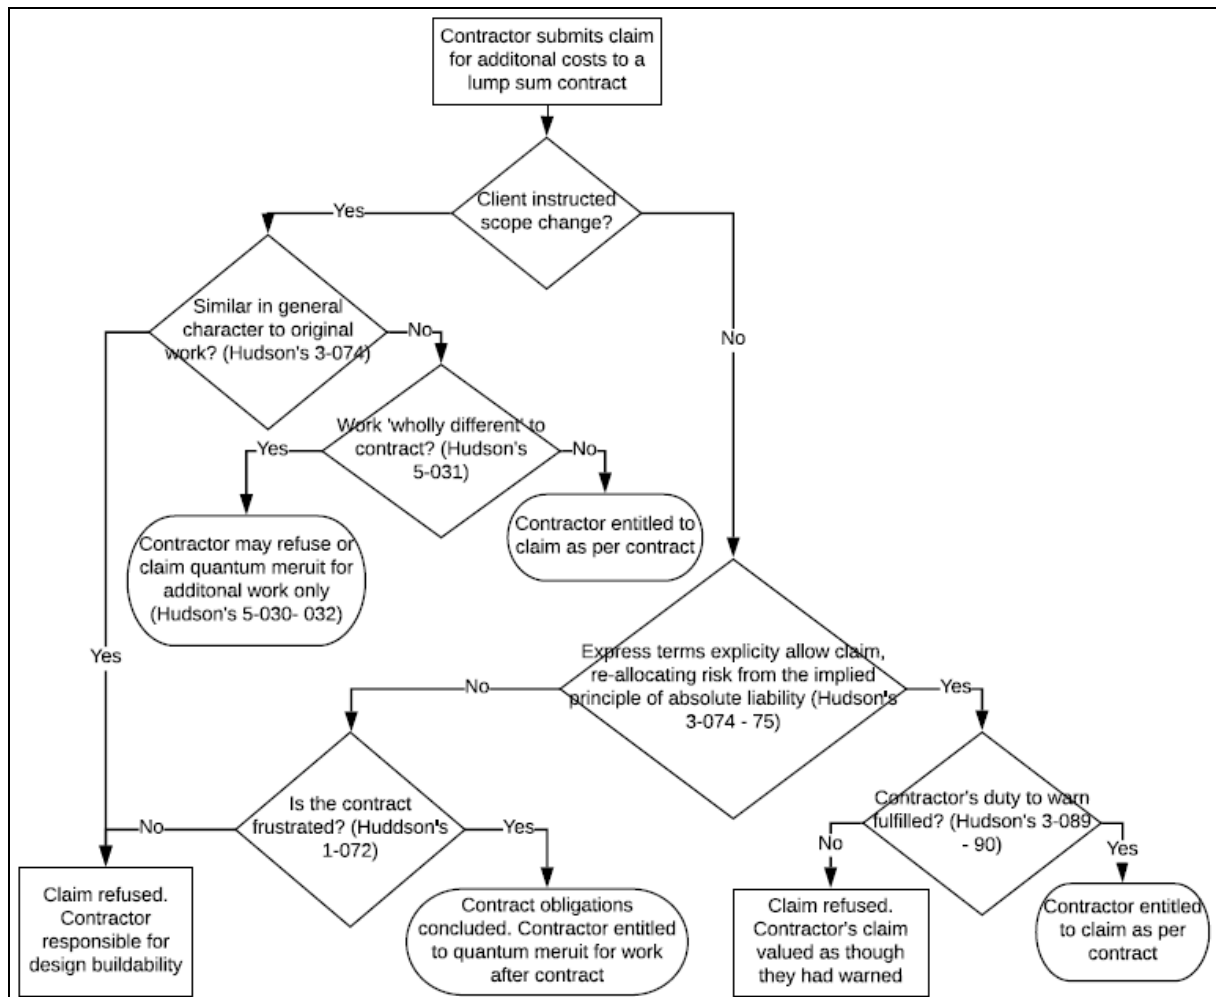 Contractor submits claim
for additonal costs to a
lump sum contract
Client instructed
scope change?
Yes
No
Similar in general
character to original
work? (Hudson's 3-074)
No
Yes
Work 'wholly different' to
contract? (Hudson's
5-031)
Yes
No
Contractor may refuse or
claim quantum meruit for
additonal work only
(Hudson's 5-030- 032)
Contractor entitled to
claim as per contract
Express terms explicity allow claim,
re-allocating risk from the implied
principle of absolute liability (Hudson's
3-074 - 75)
No
Yes
Is the contract
frustrated? (Huddson's
1-072)
No
Yes
Contractor's duty to warn
fulfilled? (Hudson's 3-089
- 90)
No
Yes
Claim refused.
Contractor
responsible for
design buildability
Contract obligations
concluded. Contractor entitled
to quantum meruit for work
after contract
Claim refused.
Contractor's claim
valued as though
they had warned
Contractor entitled
to claim as per
contract